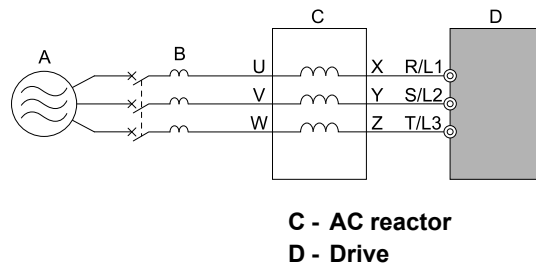 C D
A B
U X R/L1
V Y S/L2
W Z T/L3
C - AC reactor
D - Drive